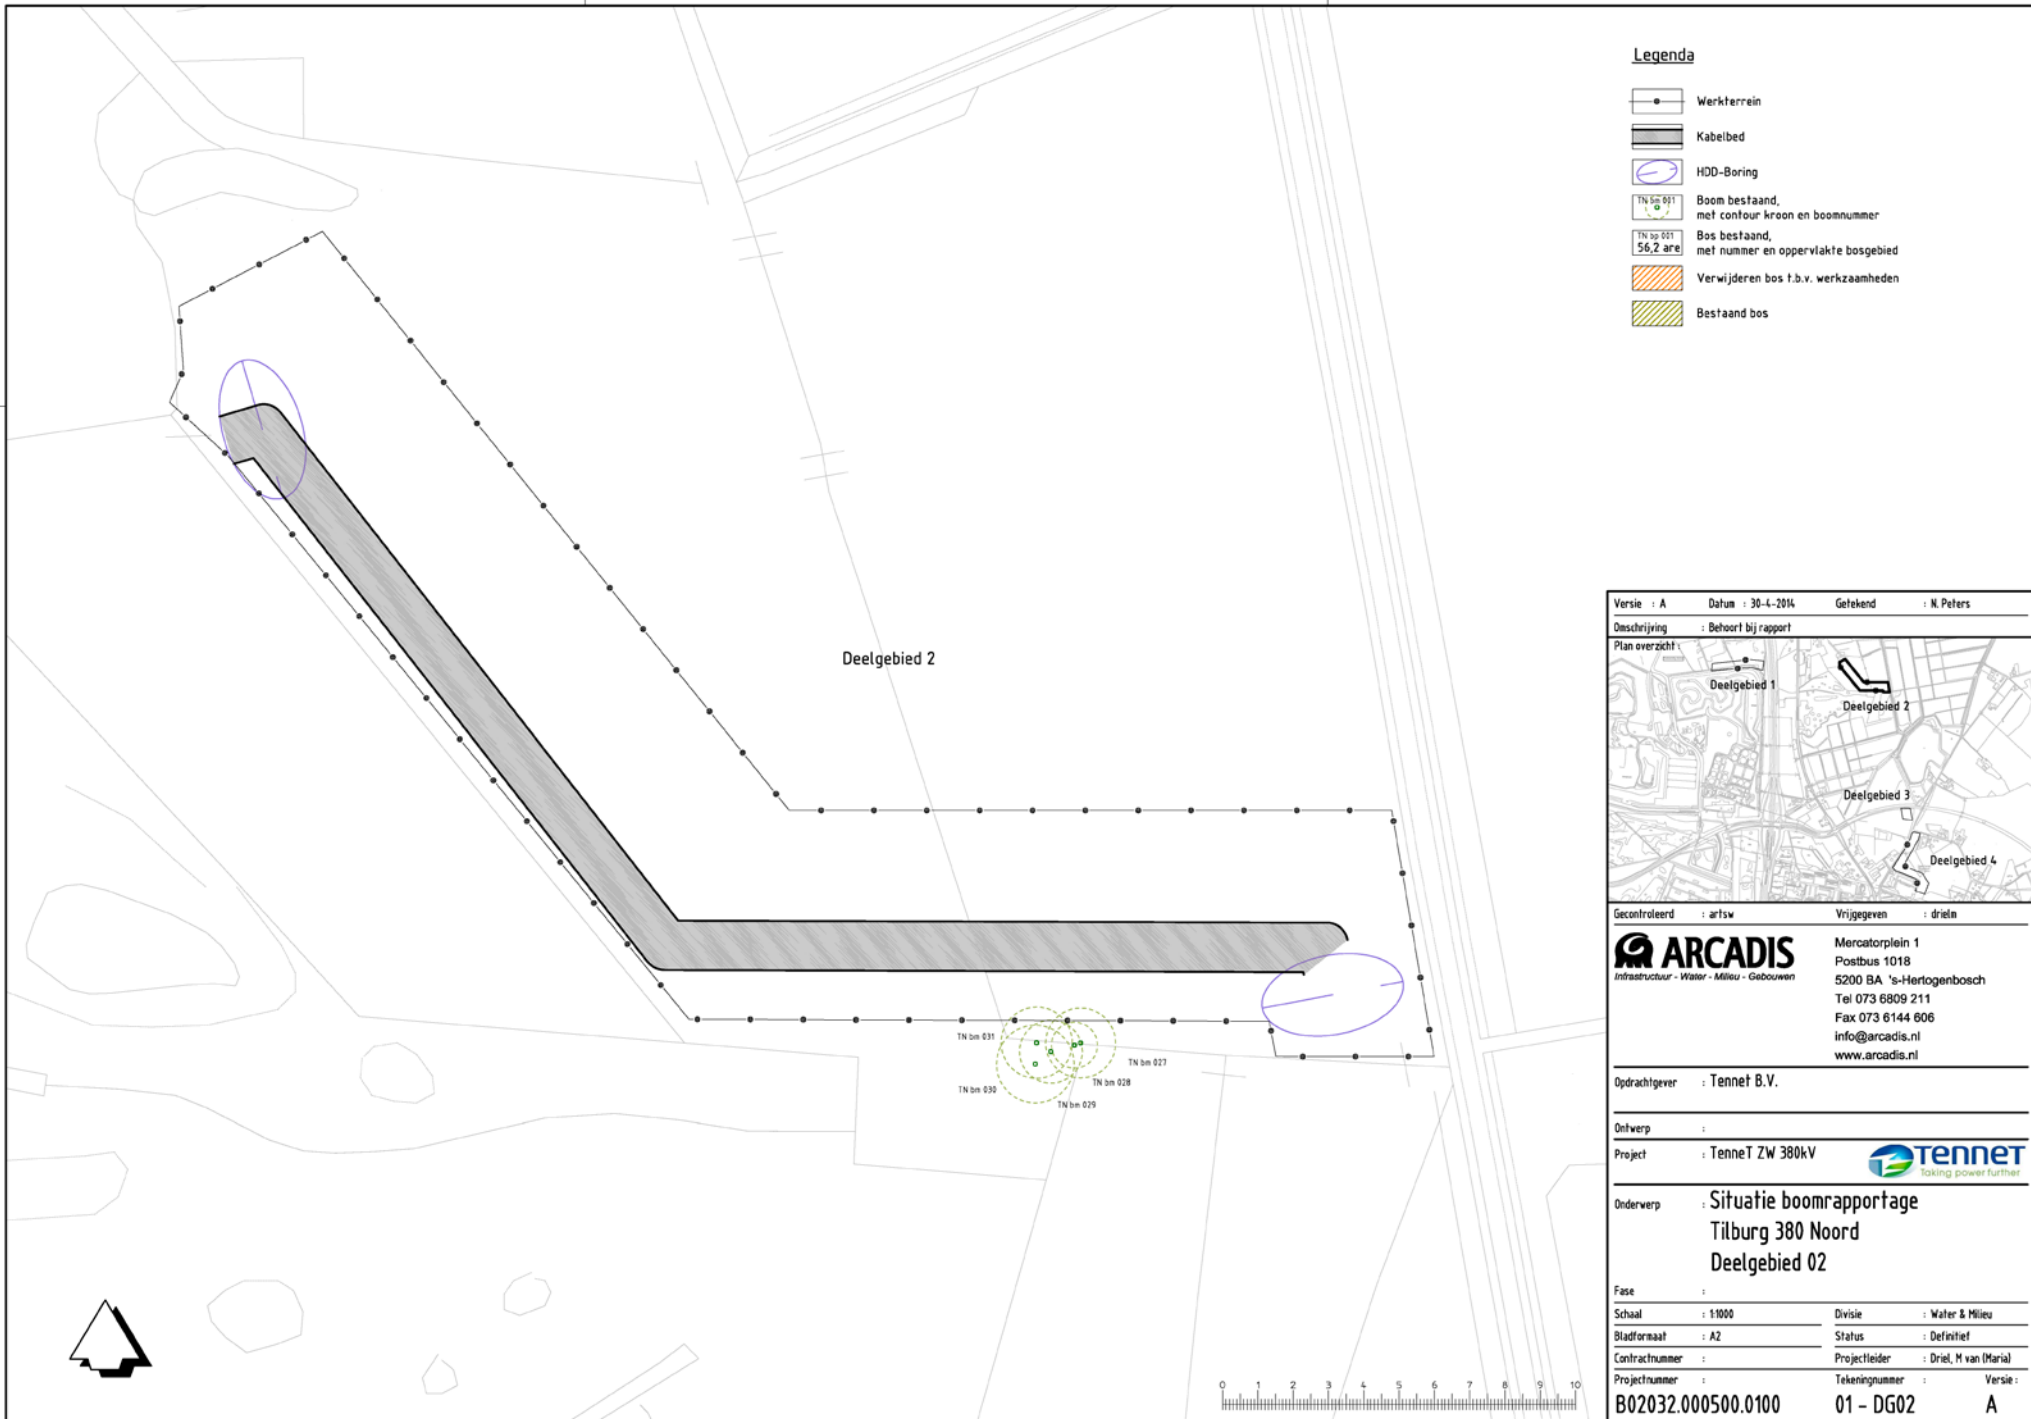 Legenda
Werkterrein
Kabelbed
HDD-Boring
TN bm 001
Boom bestaand,
met contour kroon en boomnummer
TN bp 001
56,2 are
Bos bestaand,
met nummer en oppervlakte bosgebied
Verwijderen bos t.b.v. werkzaamheden
Bestaand bos
Deelgebied 2
TN bm 031
TN bm 027
TN bm 028
TN bm 030
TN bm 029
0 1 2 3 4 5 6 7 8 9 10
Versie : A Datum : 30-4-2014 Getekend : N. Peters
Omschrijving : Behoort bij rapport
Plan overzicht :
Deelgebied 1
Deelgebied 2
Deelgebied 3
Deelgebied 4
Gecontroleerd : artsw Vrijgegeven : drielm
ARCADIS
Infrastructuur - Water - Milieu - Gebouwen
Mercatorplein 1
Postbus 1018
5200 BA 's-Hertogenbosch
Tel 073 6809 211
Fax 073 6144 606
info@arcadis.nl
www.arcadis.nl
Opdrachtgever : Tennet B.V.
Ontwerp :
Project : TenneT ZW 380kV
TENNET
Taking power further
Onderwerp : Situatie boomrapportage
Tilburg 380 Noord
Deelgebied 02
Fase :
Schaal : 1:1000 Divisie : Water & Milieu
Bladformaat : A2 Status : Definitief
Contractnummer : Projectleider : Driel, M van (Maria)
Projectnummer : Tekeningnummer : Versie :
B02032.000500.0100 01 - DG02 A